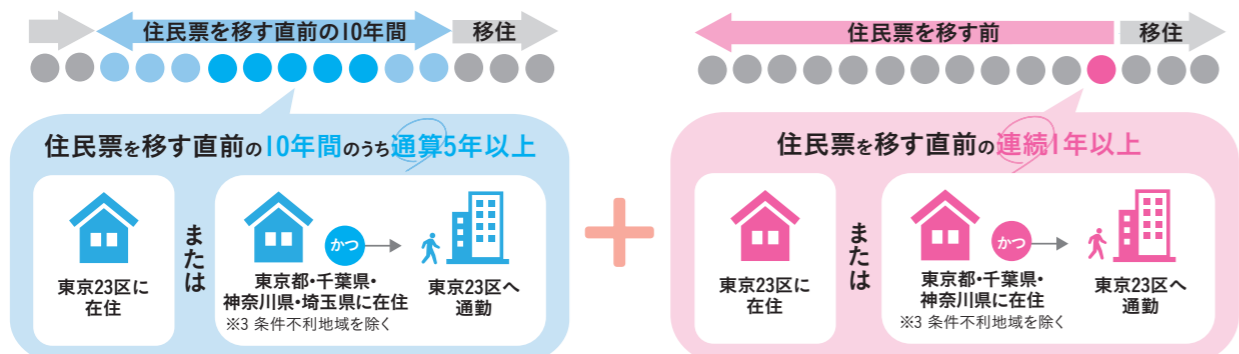 住民票を移す直前の10年間
移住
住民票を移す直前の10年間のうち通算5年以上
東京23区に
在住
または
かつ
東京都・千葉県・
神奈川県・埼玉県に在住
※3 条件不利地域を除く
東京23区へ
通勤
住民票を移す前
移住
住民票を移す直前の連続1年以上
東京23区に
在住
または
かつ
東京都・千葉県・
神奈川県に在住
※3 条件不利地域を除く
東京23区へ
通勤